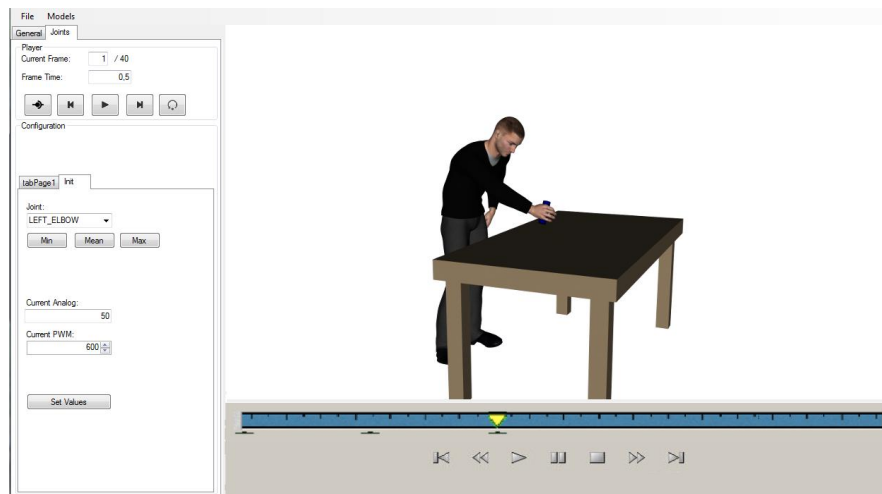 File Models
General Joints
Player
Current Frame: 1 / 40
Frame Time: 0,5
Configuration
tabPage1 Init
Joint:
LEFT_ELBOW
Min Mean Max
Current Analog:
50
Current PWM:
600
Set Values